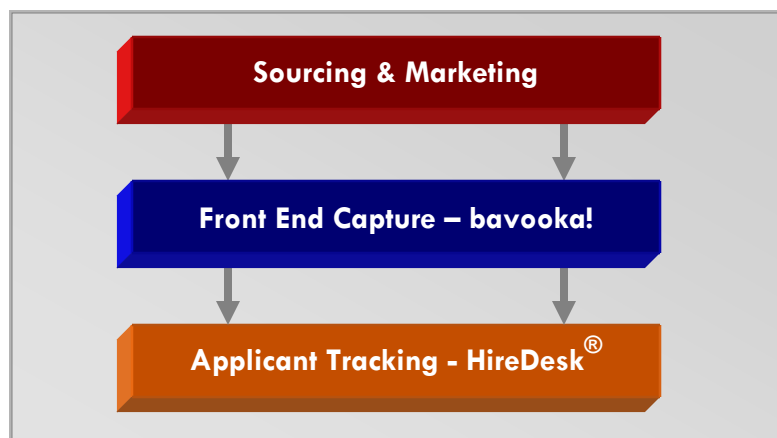 Sourcing & Marketing
Front End Capture – bavooka!
Applicant Tracking - HireDesk®